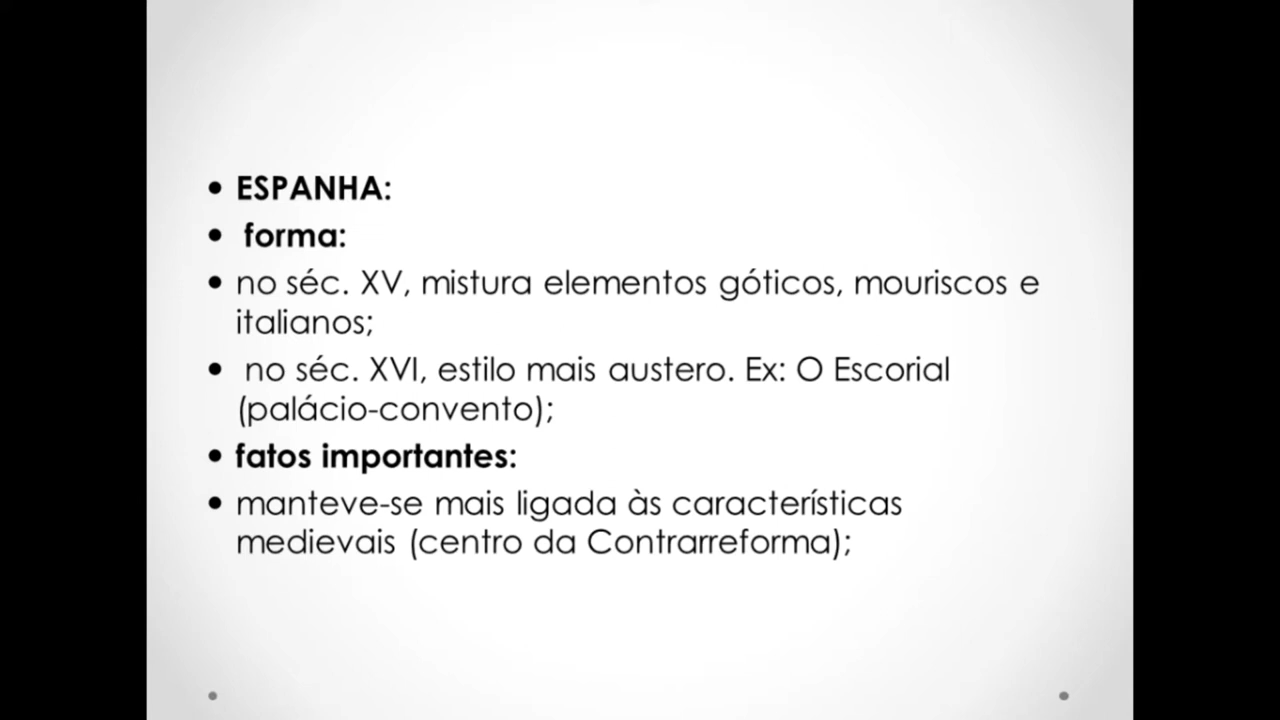 • ESPANHA:
• forma:
• no séc. XV, mistura elementos góticos, mouriscos e
italianos;
• no séc. XVI, estilo mais austero. Ex: O Escorial
(palácio-convento);
• fatos importantes:
• manteve-se mais ligada às características
medievais (centro da Contrarreforma);